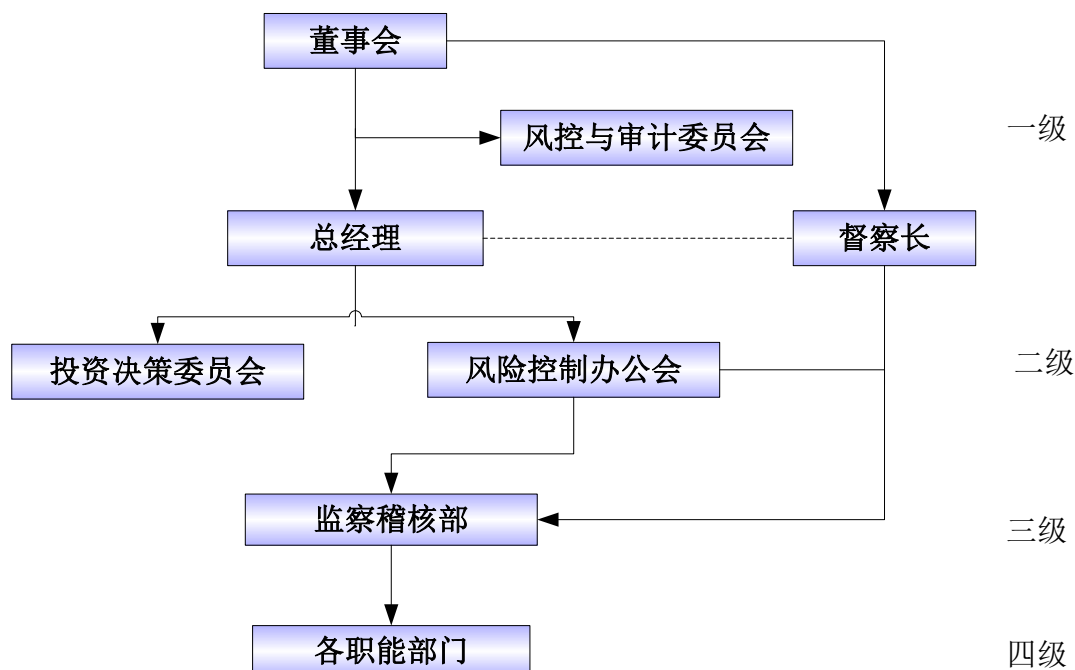 董事会
风控与审计委员会
一级
总经理
督察长
投资决策委员会
风险控制办公会
二级
监察稽核部
三级
各职能部门
四级